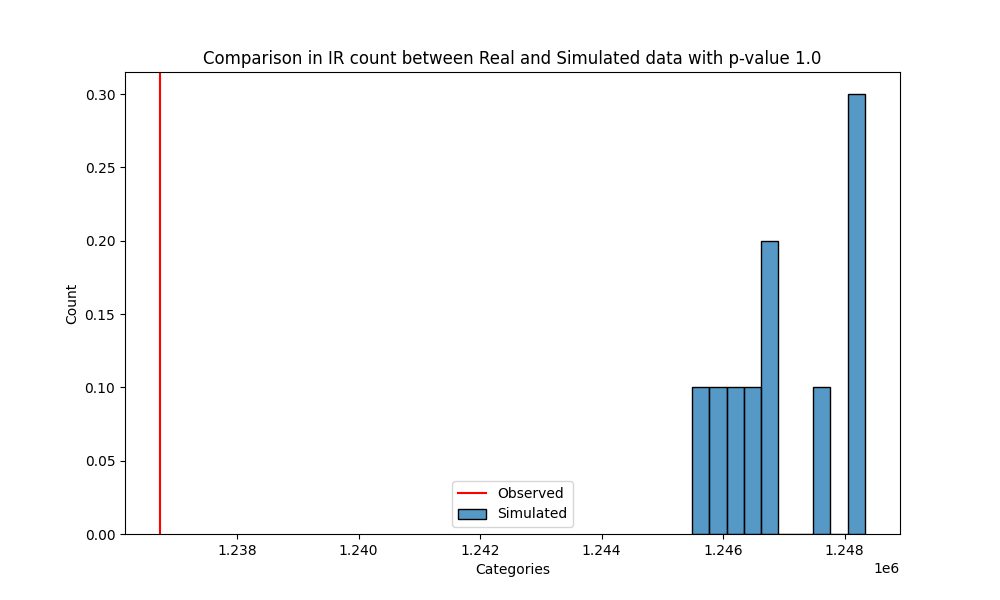 Comparison in IR count between Real and Simulated data with p-value 1.0
Count
0.30
0.25
0.20
0.15
0.10
0.05
0.00
Observed
Simulated
1.238 1.240 1.242 1.244 1.246 1.248
Categories
1e6